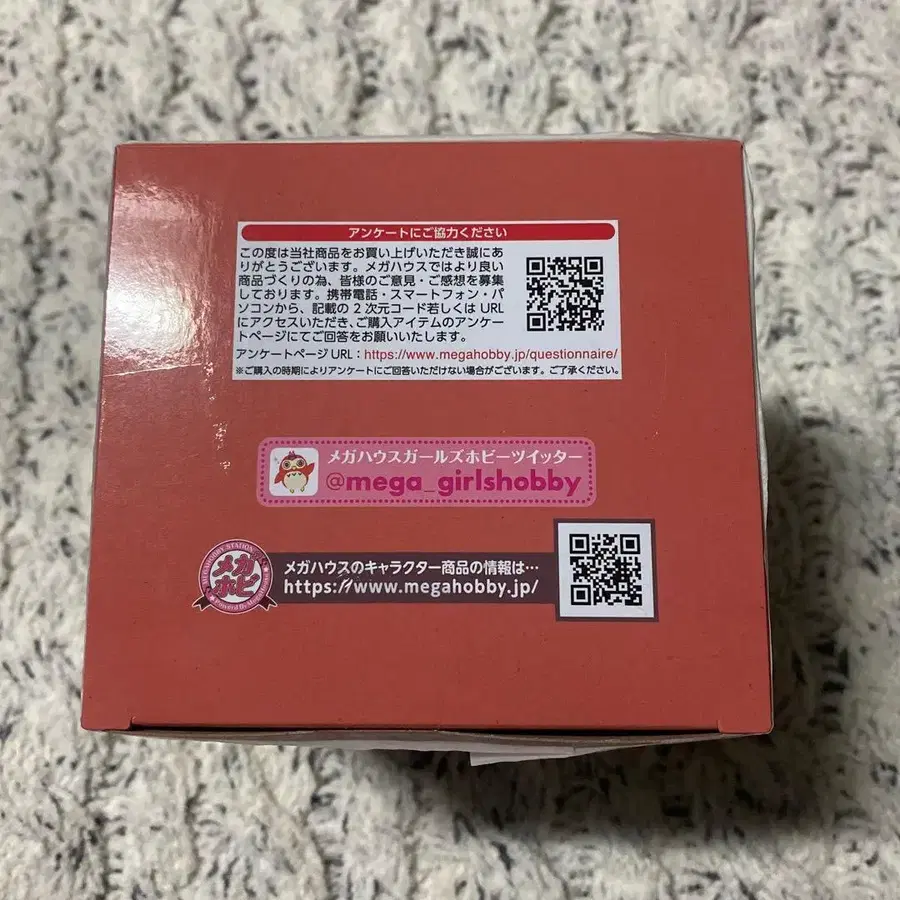 アンケートにご協力ください
この度は当社商品をお買い上げいただき誠にあ
りがとうございます。メガハウスではより良い
商品づくりの為、皆様のご意見・ご感想を募集
しております。携帯電話・スマートフォン・パ
ソコンから、記載の2次元コード若しくはURL
にアクセスいただき、ご購入アイテムのアンケー
トページにてご回答をお願いいたします。
アンケートページURL：https://www.megahobby.jp/questionnaire/
※ご購入の時期によりアンケートにご回答いただけない場合がございます。ご了承ください。
メガハウスガールズホビーツイッター
@mega_girlshobby
MEGAHOBBY STATION
メガ
ホビ
Powered By MegaHouse
メガハウスのキャラクター商品の情報は…
https://www.megahobby.jp/